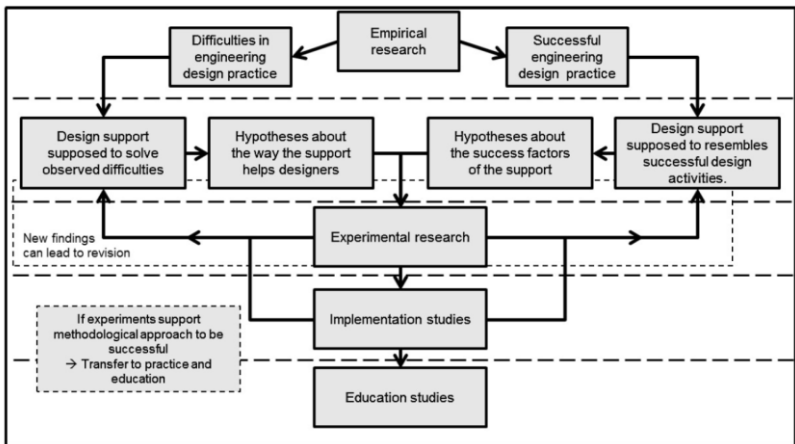 Difficulties in
engineering
design practice
Empirical
research
Successful
engineering
design practice
Design support
supposed to solve
observed difficulties
Hypotheses about
the way the support
helps designers
Hypotheses about
the success factors
of the support
Design support
supposed to resembles
successful design
activities.
New findings
can lead to revision
Experimental research
If experiments support
methodological approach to be
successful
→ Transfer to practice and
education
Implementation studies
Education studies